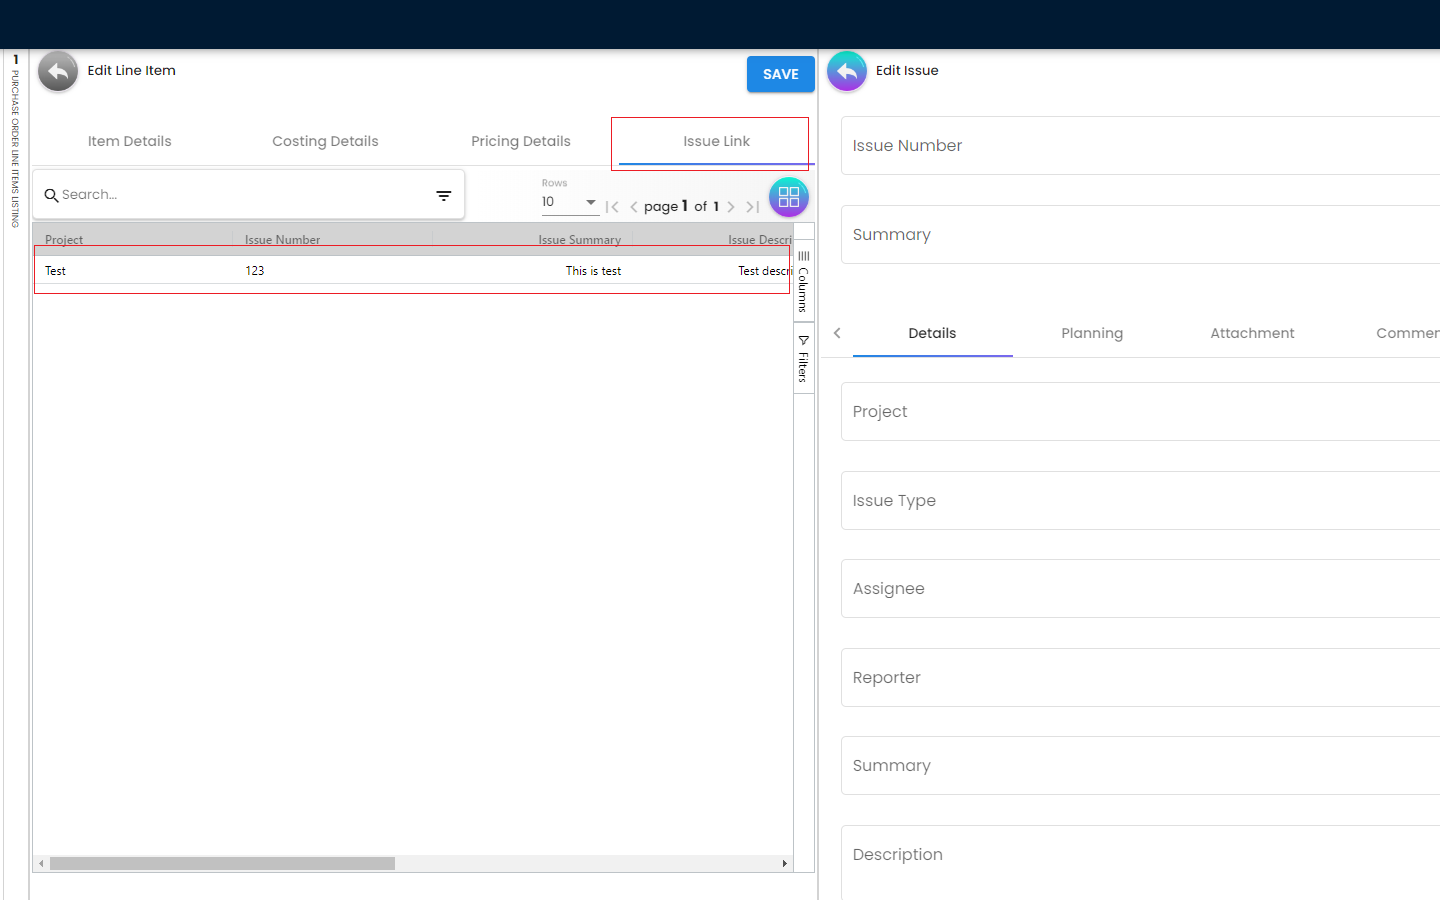 1
PURCHASE ORDER LINE ITEMS LISTING
Edit Line Item
SAVE
Item Details
Costing Details
Pricing Details
Issue Link
Search...
Rows
10
page 1 of 1
Project
Issue Number
Issue Summary
Issue Descri
Test
123
This is test
Test descri
Columns
Filters
Edit Issue
Issue Number
Summary
Details
Planning
Attachment
Commen
Project
Issue Type
Assignee
Reporter
Summary
Description